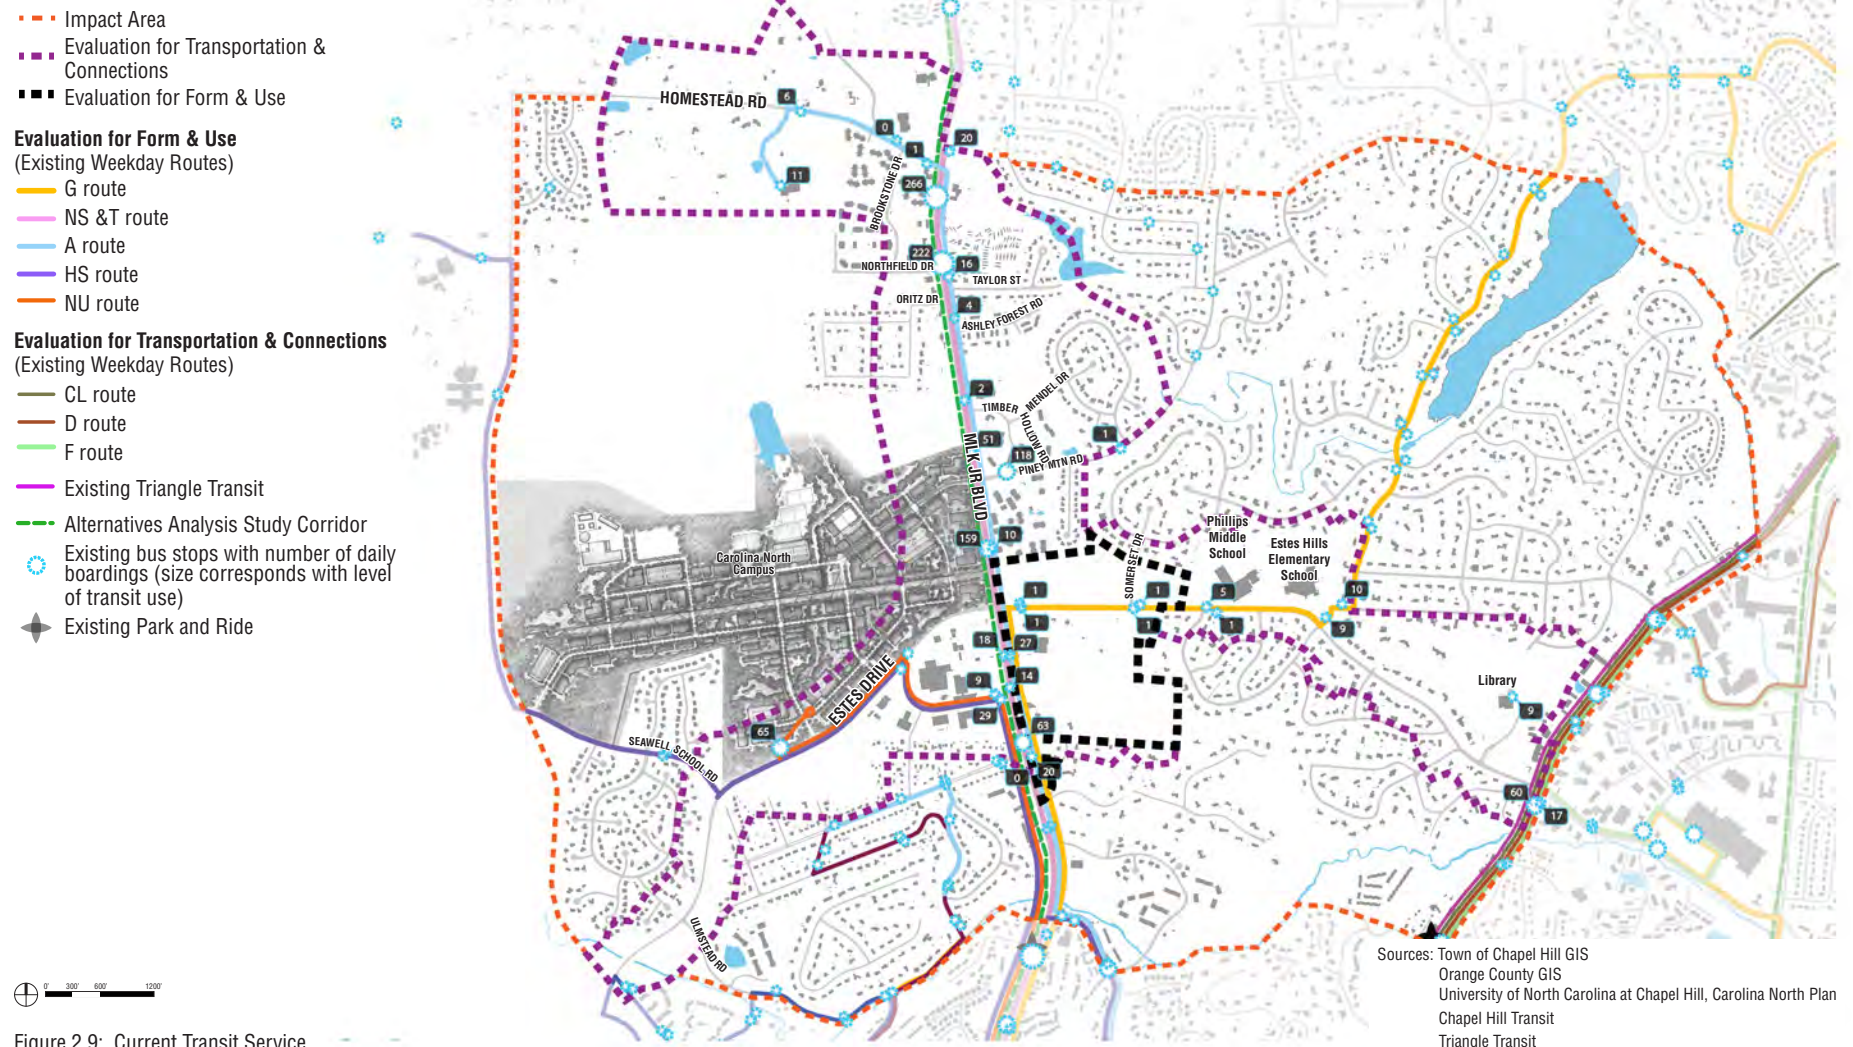 Impact Area
Evaluation for Transportation &
Connections
Evaluation for Form & Use
Evaluation for Form & Use
(Existing Weekday Routes)
G route
NS &T route
A route
HS route
NU route
Evaluation for Transportation & Connections
(Existing Weekday Routes)
CL route
D route
F route
Existing Triangle Transit
Alternatives Analysis Study Corridor
Existing bus stops with number of daily
boardings (size corresponds with level
of transit use)
Existing Park and Ride
0' 300' 600' 1200'
Figure 2.9: Current Transit Service
HOMESTEAD RD
6
0
1
20
11
266
BROOKSTONE DR
222
16
NORTHFIELD DR
TAYLOR ST
ORITZ DR
4
ASHLEY FOREST RD
2
TIMBER
HOLLOW RD
MENDEL DR
51
118
1
PINEY MTN RD
MLK JR BLVD
159
10
Carolina North
Campus
Phillips
Middle
School
Estes Hills
Elementary
School
SOMERSET DR
1
1
5
10
1
1
1
9
18
27
14
9
29
63
20
0
ESTES DRIVE
65
SEAWELL SCHOOL RD
UMSTEAD RD
Library
9
60
17
Sources: Town of Chapel Hill GIS
Orange County GIS
University of North Carolina at Chapel Hill, Carolina North Plan
Chapel Hill Transit
Triangle Transit